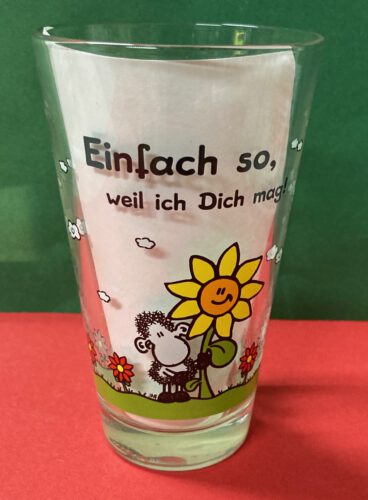 Einfach so,
weil ich Dich mag!